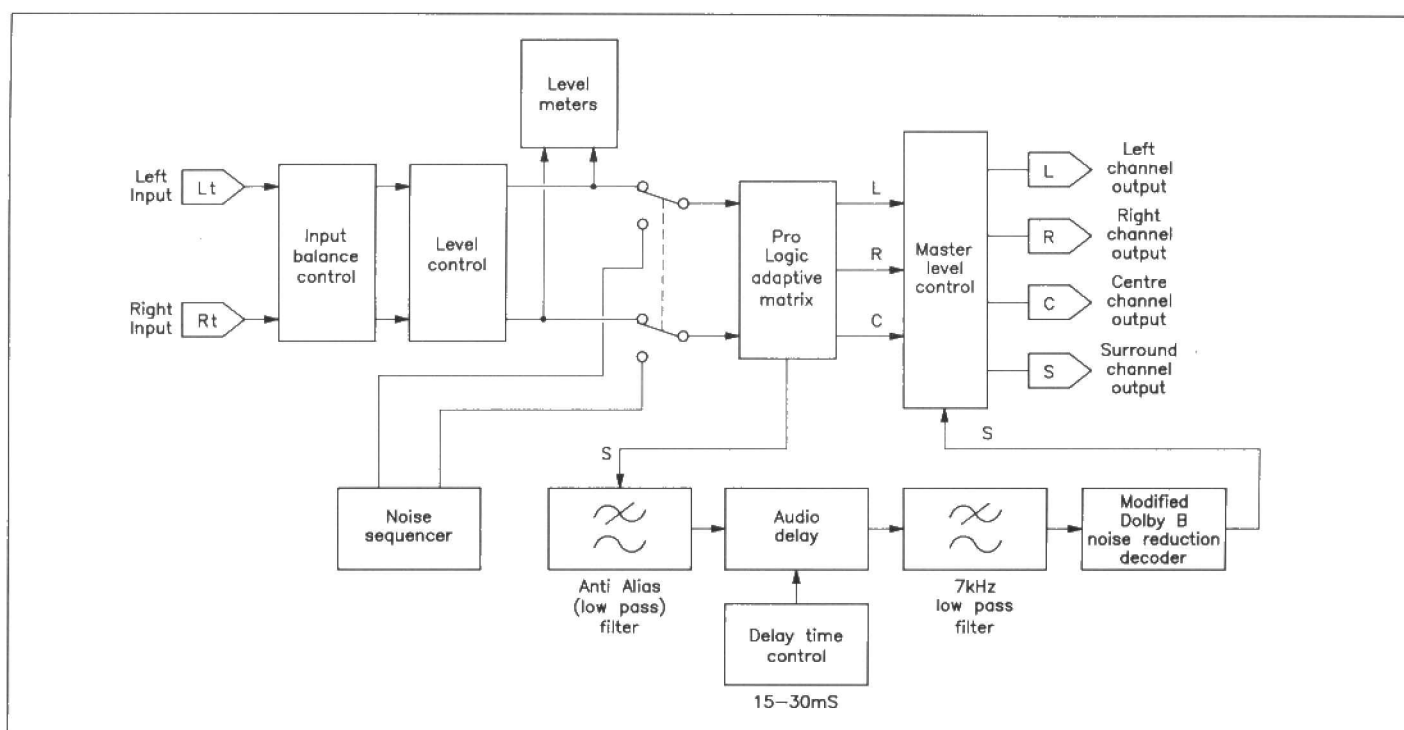 Level
meters
Left
Input
Lt
Right
Input
Rt
Input
balance
control
Level
control
Pro
Logic
adaptive
matrix
L
R
C
Master
level
control
L
Left
channel
output
R
Right
channel
output
C
Centre
channel
output
S
Surround
channel
output
S
S
Noise
sequencer
Anti Alias
(low pass)
filter
Audio
delay
Delay time
control
15-30mS
7kHz
low pass
filter
Modified
Dolby B
noise reduction
decoder